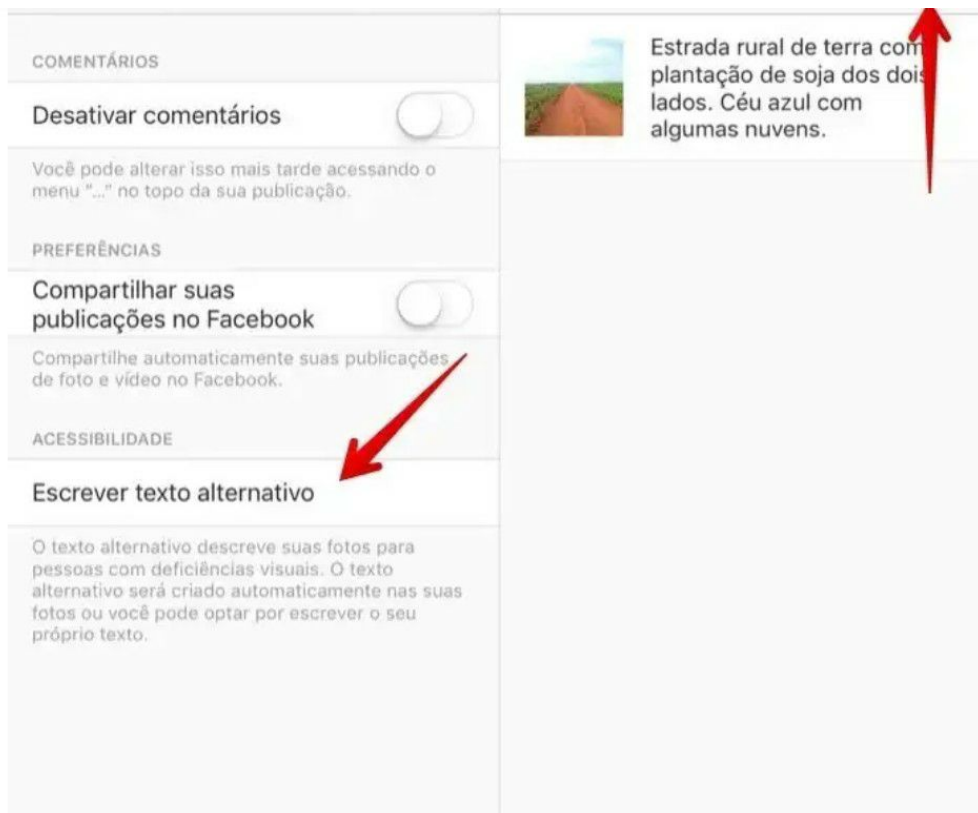 COMENTÁRIOS
Desativar comentários
Você pode alterar isso mais tarde acessando o
menu "..." no topo da sua publicação.
PREFERÊNCIAS
Compartilhar suas
publicações no Facebook
Compartilhe automaticamente suas publicações
de foto e vídeo no Facebook.
ACESSIBILIDADE
Escrever texto alternativo
O texto alternativo descreve suas fotos para
pessoas com deficiências visuais. O texto
alternativo será criado automaticamente nas suas
fotos ou você pode optar por escrever o seu
próprio texto.
Estrada rural de terra com
plantação de soja dos dois
lados. Céu azul com
algumas nuvens.